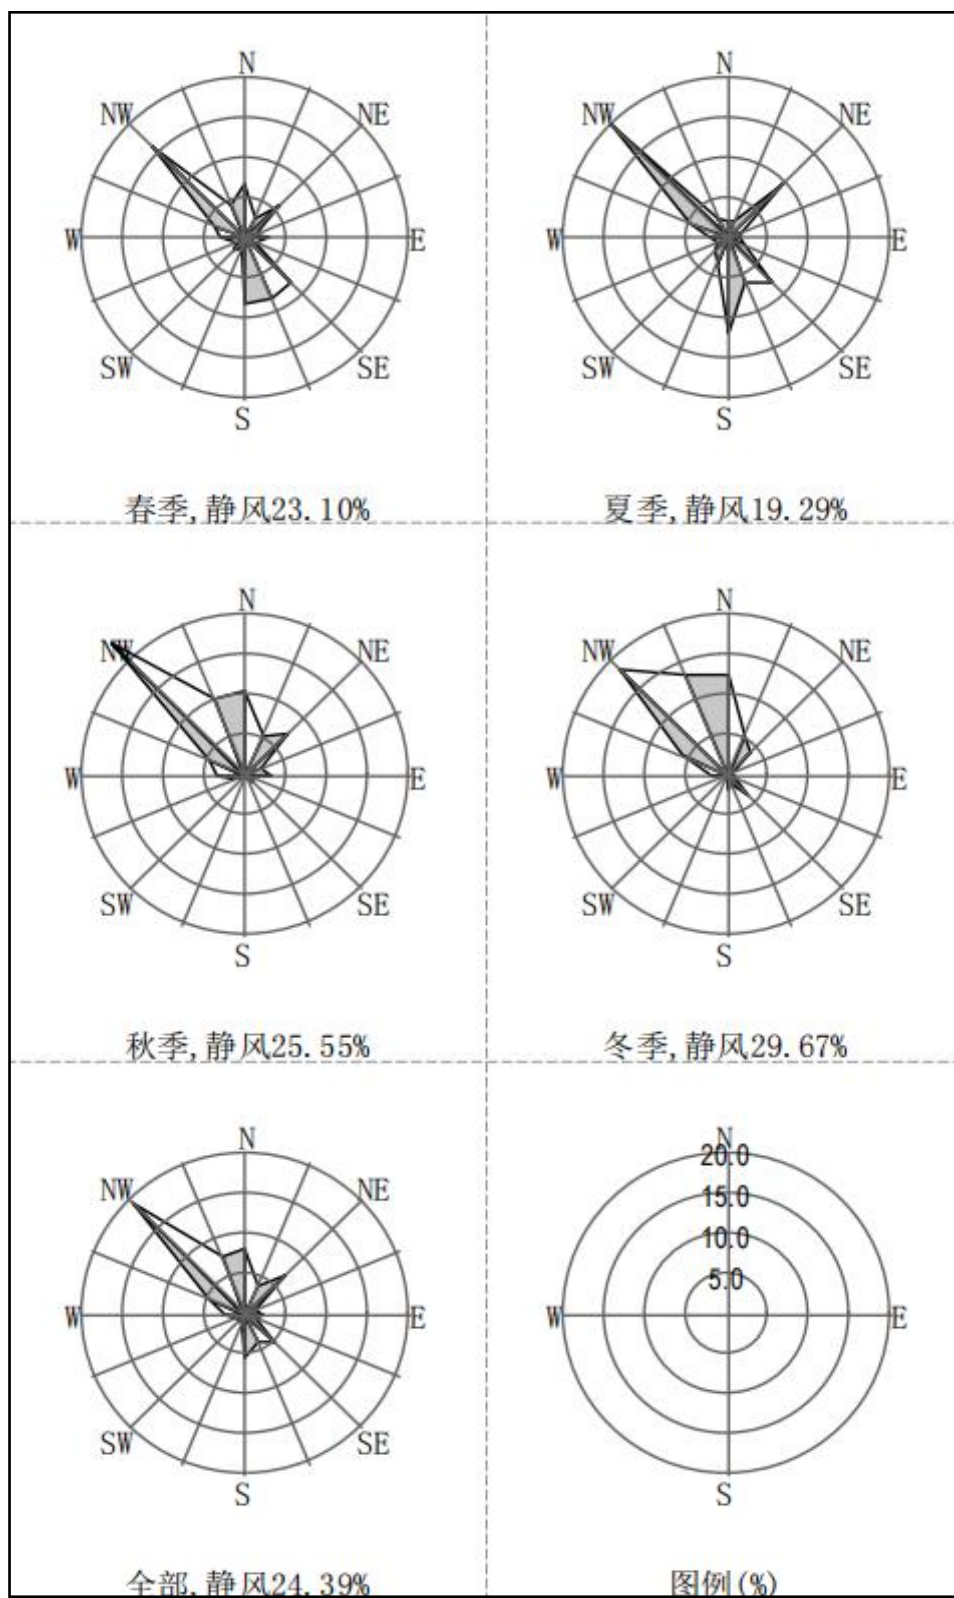 N N
NW NE NW NE
W E W E
SW SE SW SE
S S
春季,静风23.10% 夏季,静风19.29%
N N
NW NE NW NE
W E W E
SW SE SW SE
S S
秋季,静风25.55% 冬季,静风29.67%
N N
20.0
NW NE 15.0
10.0
5.0
W E W E
SW SE
S S
全部,静风24.39% 图例(%)